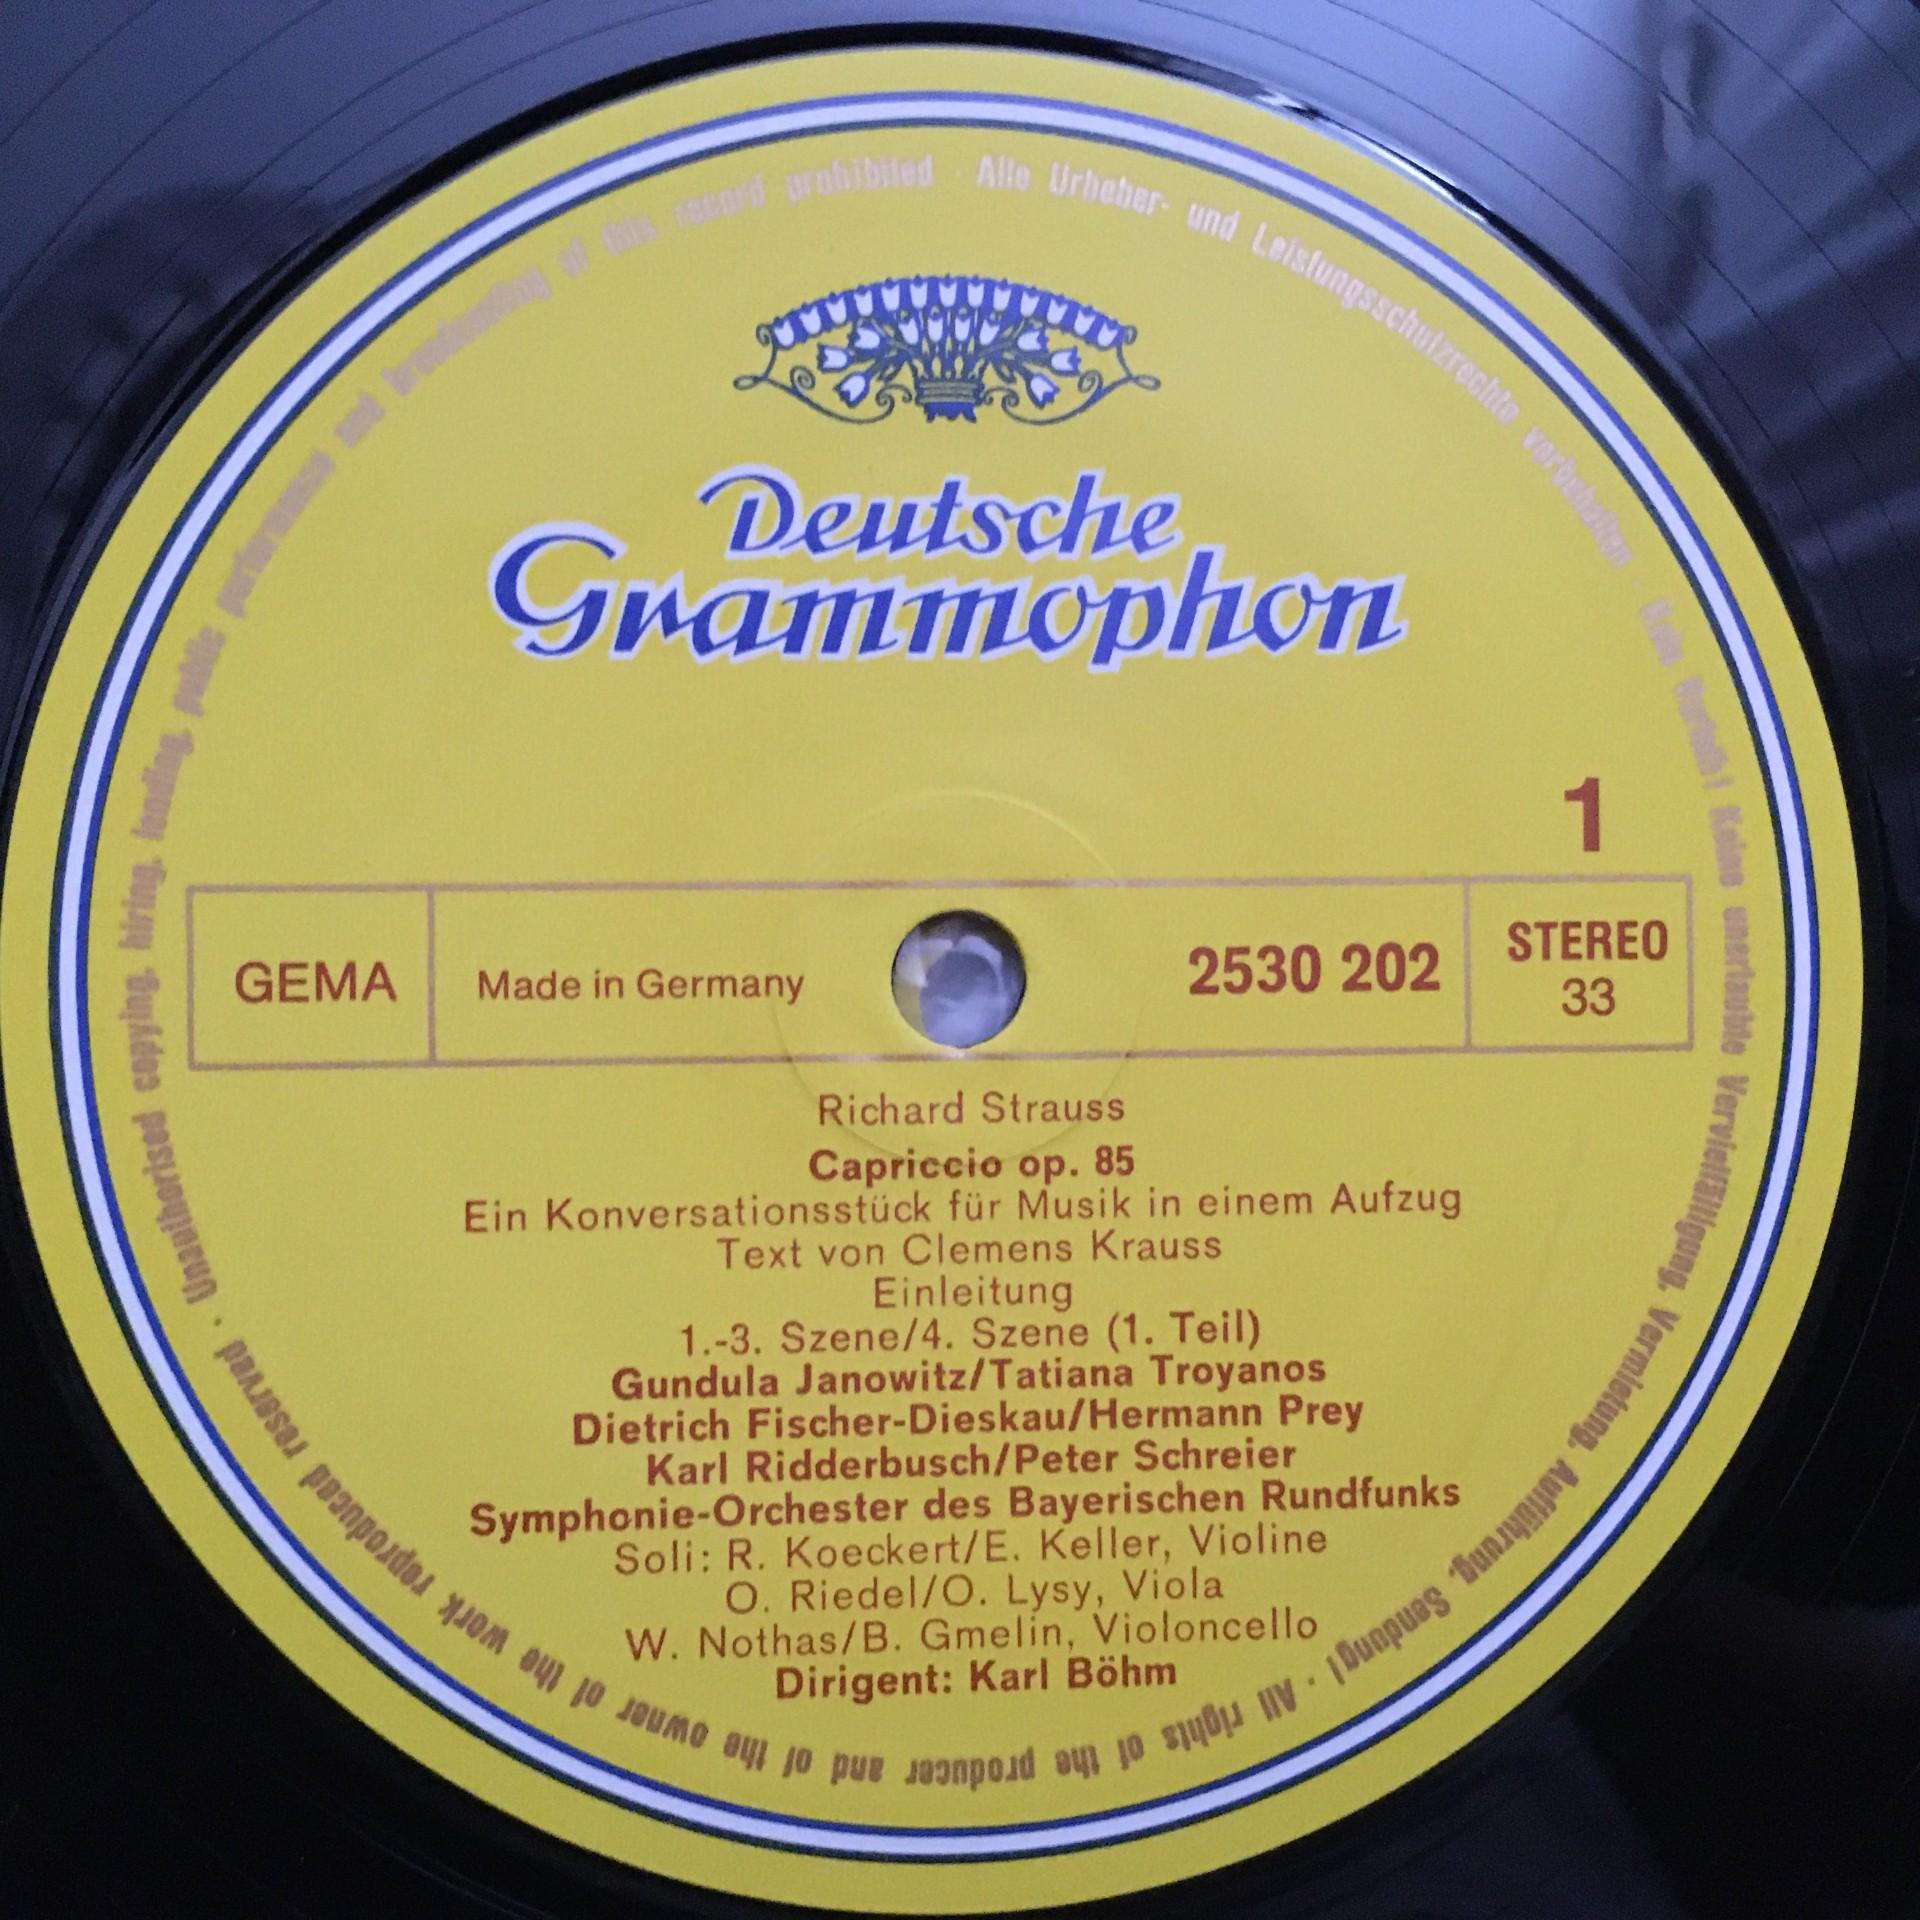 Deutsche
Grammophon
1
GEMA
Made in Germany
2530 202
STEREO
33
Richard Strauss
Capriccio op. 85
Ein Konversationsstück für Musik in einem Aufzug
Text von Clemens Krauss
Einleitung
1.-3. Szene/4. Szene (1. Teil)
Gundula Janowitz/Tatiana Troyanos
Dietrich Fischer-Dieskau/Hermann Prey
Karl Ridderbusch/Peter Schreier
Symphonie-Orchester des Bayerischen Rundfunks
Soli: R. Koeckert/E. Keller, Violine
O. Riedel/O. Lysy, Viola
W. Nothas/B. Gmelin, Violoncello
Dirigent: Karl Böhm
Alle Urheber- und Leistungsschutzrechte vorbehalten · Kein Verleih! Keine unerlaubte Vervielfältigung, Vermietung, Aufführung, Sendung! · All rights of the producer and of the owner of the work reproduced reserved · Unauthorised copying, hiring, lending, public performance and broadcasting of this record prohibited ·